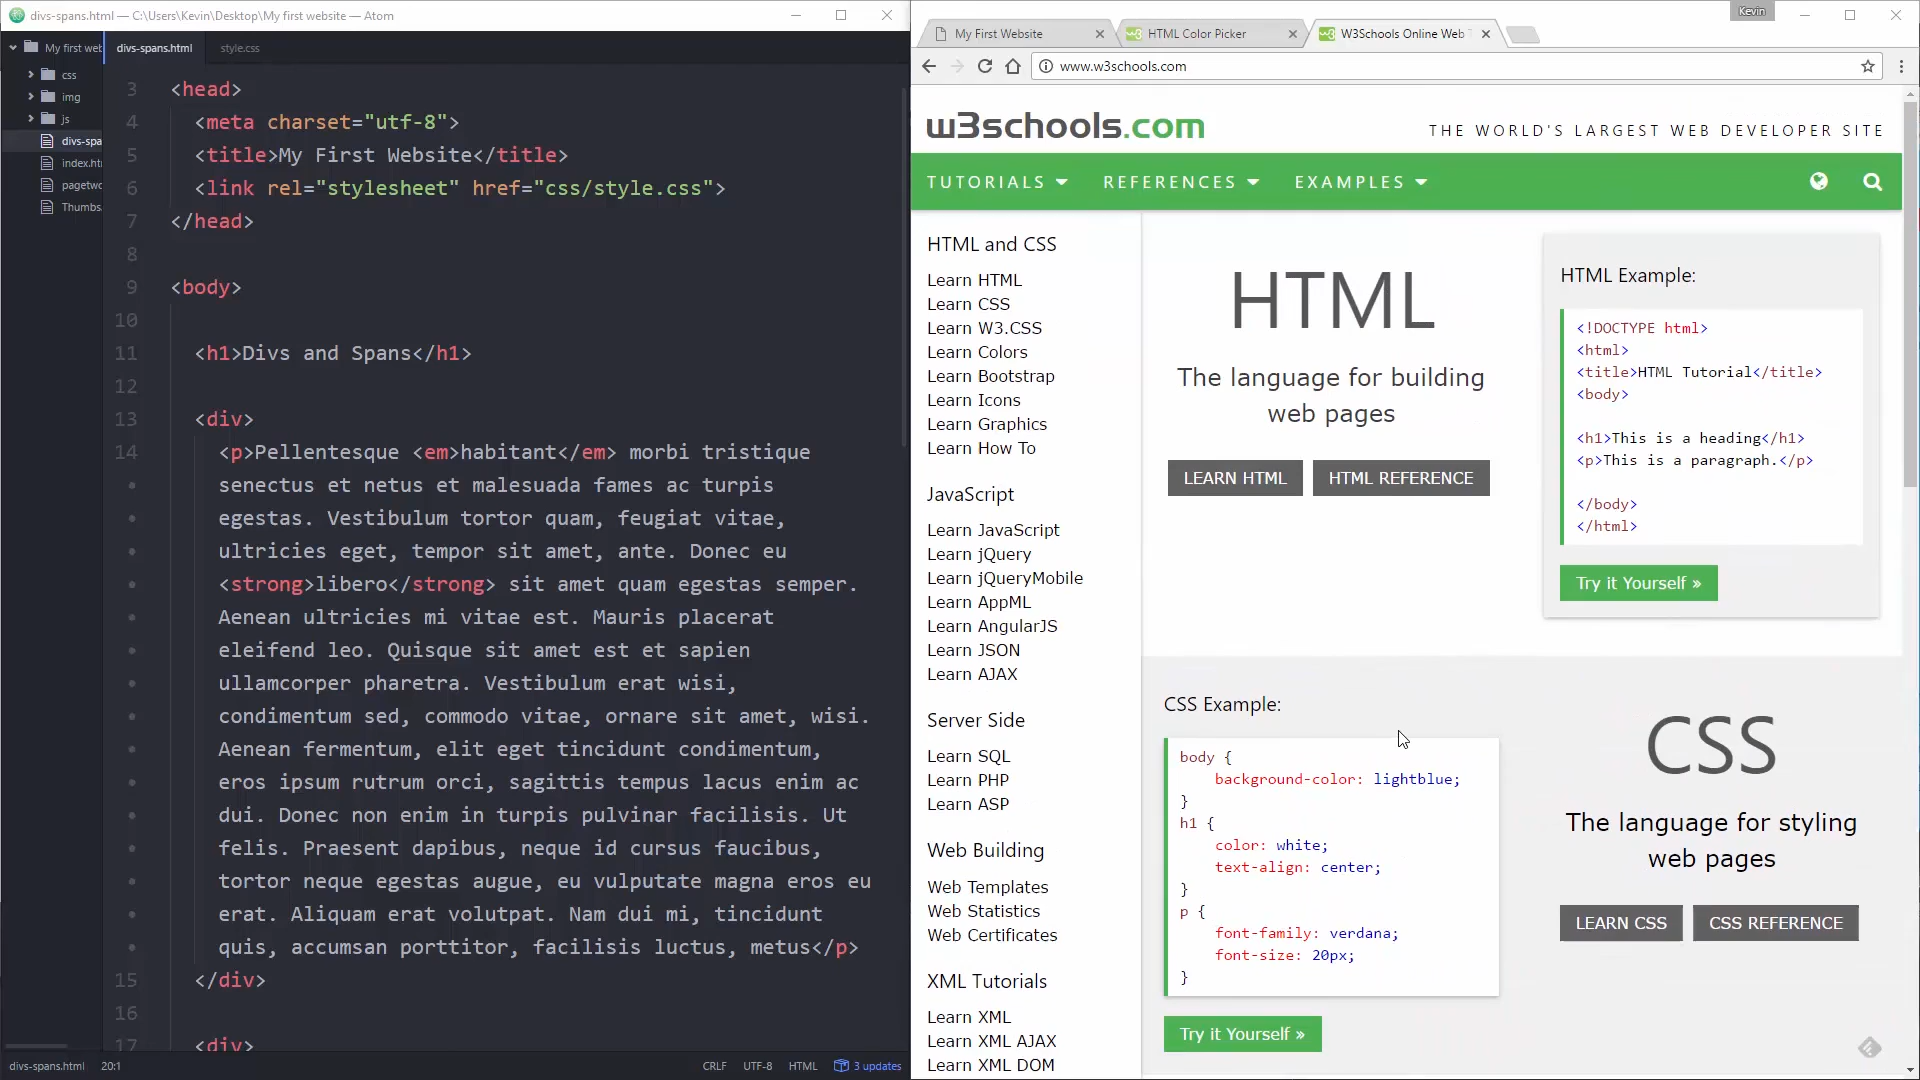 divs-spans.html — C:\Users\Kevin\Desktop\My first website — Atom
My first wet
css
img
js
divs-spa
index.ht
pagetwo
Thumbs.
divs-spans.html
style.css
3 <head>
4 <meta charset="utf-8">
5 <title>My First Website</title>
6 <link rel="stylesheet" href="css/style.css">
7 </head>
8
9 <body>
10
11 <h1>Divs and Spans</h1>
12
13 <div>
14 <p>Pellentesque <em>habitant</em> morbi tristique
senectus et netus et malesuada fames ac turpis
egestas. Vestibulum tortor quam, feugiat vitae,
ultricies eget, tempor sit amet, ante. Donec eu
<strong>libero</strong> sit amet quam egestas semper.
Aenean ultricies mi vitae est. Mauris placerat
eleifend leo. Quisque sit amet est et sapien
ullamcorper pharetra. Vestibulum erat wisi,
condimentum sed, commodo vitae, ornare sit amet, wisi.
Aenean fermentum, elit eget tincidunt condimentum,
eros ipsum rutrum orci, sagittis tempus lacus enim ac
dui. Donec non enim in turpis pulvinar facilisis. Ut
felis. Praesent dapibus, neque id cursus faucibus,
tortor neque egestas augue, eu vulputate magna eros eu
erat. Aliquam erat volutpat. Nam dui mi, tincidunt
quis, accumsan porttitor, facilisis luctus, metus</p>
15 </div>
16
17 <div>
divs-spans.html 20:1
CRLF UTF-8 HTML 3 updates
Kevin
My First Website
HTML Color Picker
W3Schools Online Web T
www.w3schools.com
w3schools.com
THE WORLD'S LARGEST WEB DEVELOPER SITE
TUTORIALS REFERENCES EXAMPLES
HTML and CSS
Learn HTML
Learn CSS
Learn W3.CSS
Learn Colors
Learn Bootstrap
Learn Icons
Learn Graphics
Learn How To
JavaScript
Learn JavaScript
Learn jQuery
Learn jQueryMobile
Learn AppML
Learn AngularJS
Learn JSON
Learn AJAX
Server Side
Learn SQL
Learn PHP
Learn ASP
Web Building
Web Templates
Web Statistics
Web Certificates
XML Tutorials
Learn XML
Learn XML AJAX
Learn XML DOM
HTML
The language for building
web pages
LEARN HTML
HTML REFERENCE
HTML Example:
<!DOCTYPE html>
<html>
<title>HTML Tutorial</title>
<body>
<h1>This is a heading</h1>
<p>This is a paragraph.</p>
</body>
</html>
Try it Yourself »
CSS Example:
body {
background-color: lightblue;
}
h1 {
color: white;
text-align: center;
}
p {
font-family: verdana;
font-size: 20px;
}
Try it Yourself »
CSS
The language for styling
web pages
LEARN CSS
CSS REFERENCE